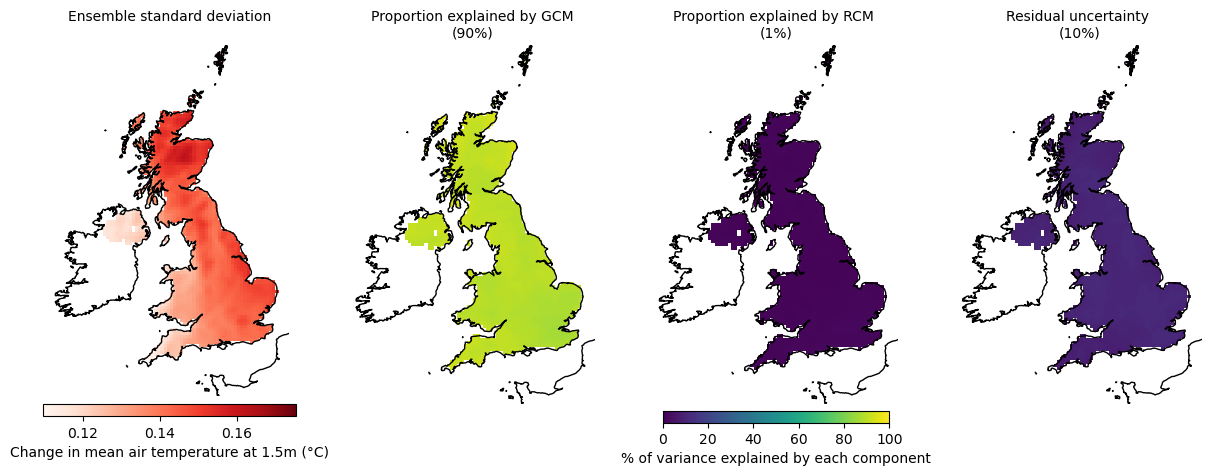 Ensemble standard deviation
Proportion explained by GCM
(90%)
Proportion explained by RCM
(1%)
Residual uncertainty
(10%)
0.12 0.14 0.16
Change in mean air temperature at 1.5m (°C)
0 20 40 60 80 100
% of variance explained by each component